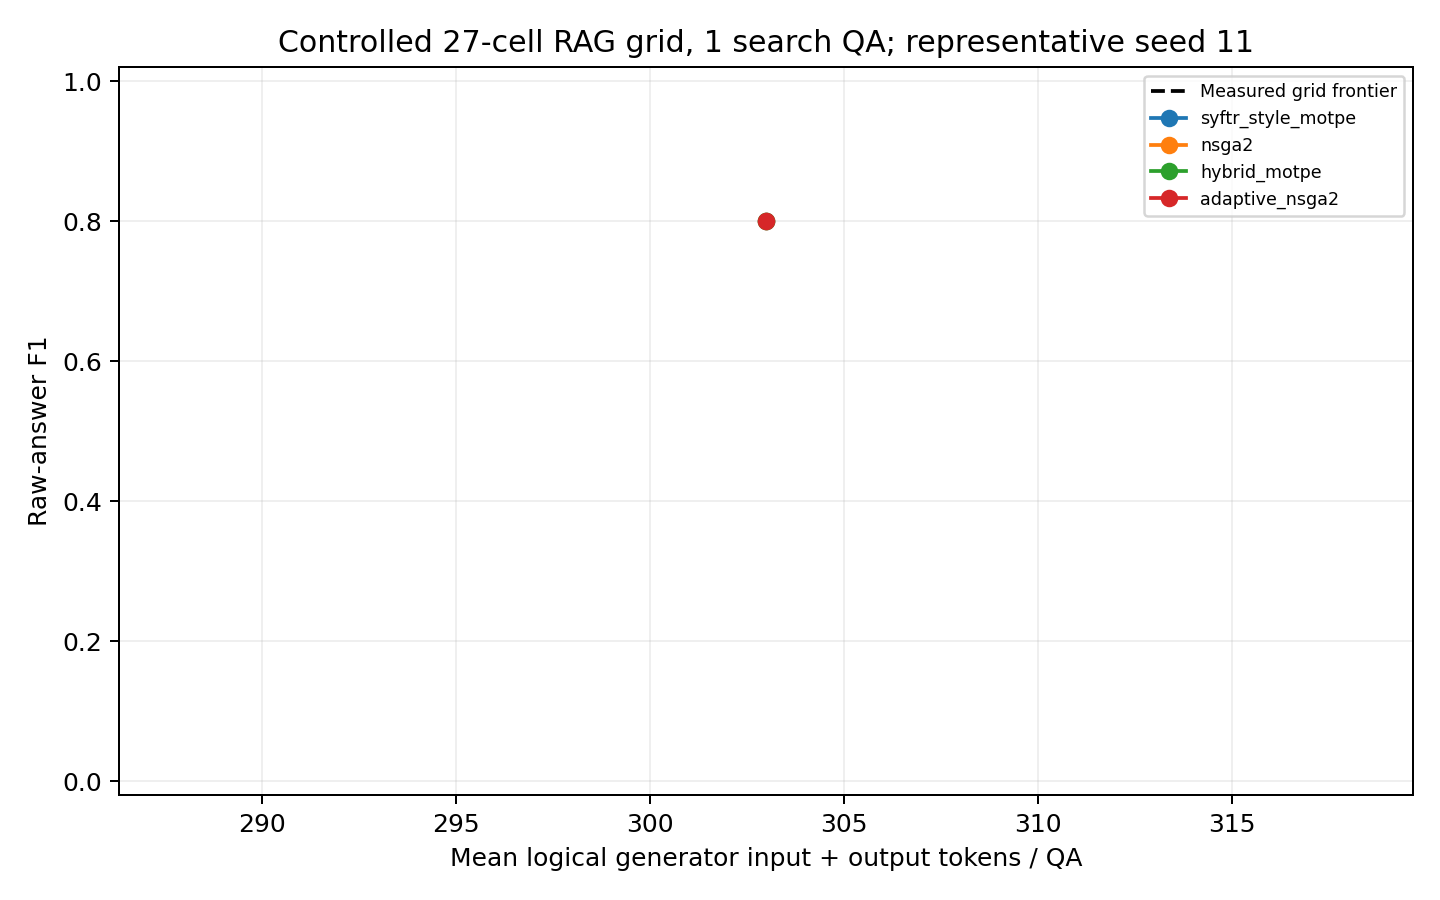 Controlled 27-cell RAG grid, 1 search QA; representative seed 11
Measured grid frontier
syftr_style_motpe
nsga2
hybrid_motpe
adaptive_nsga2
Raw-answer F1
1.0
0.8
0.6
0.4
0.2
0.0
290 295 300 305 310 315
Mean logical generator input + output tokens / QA